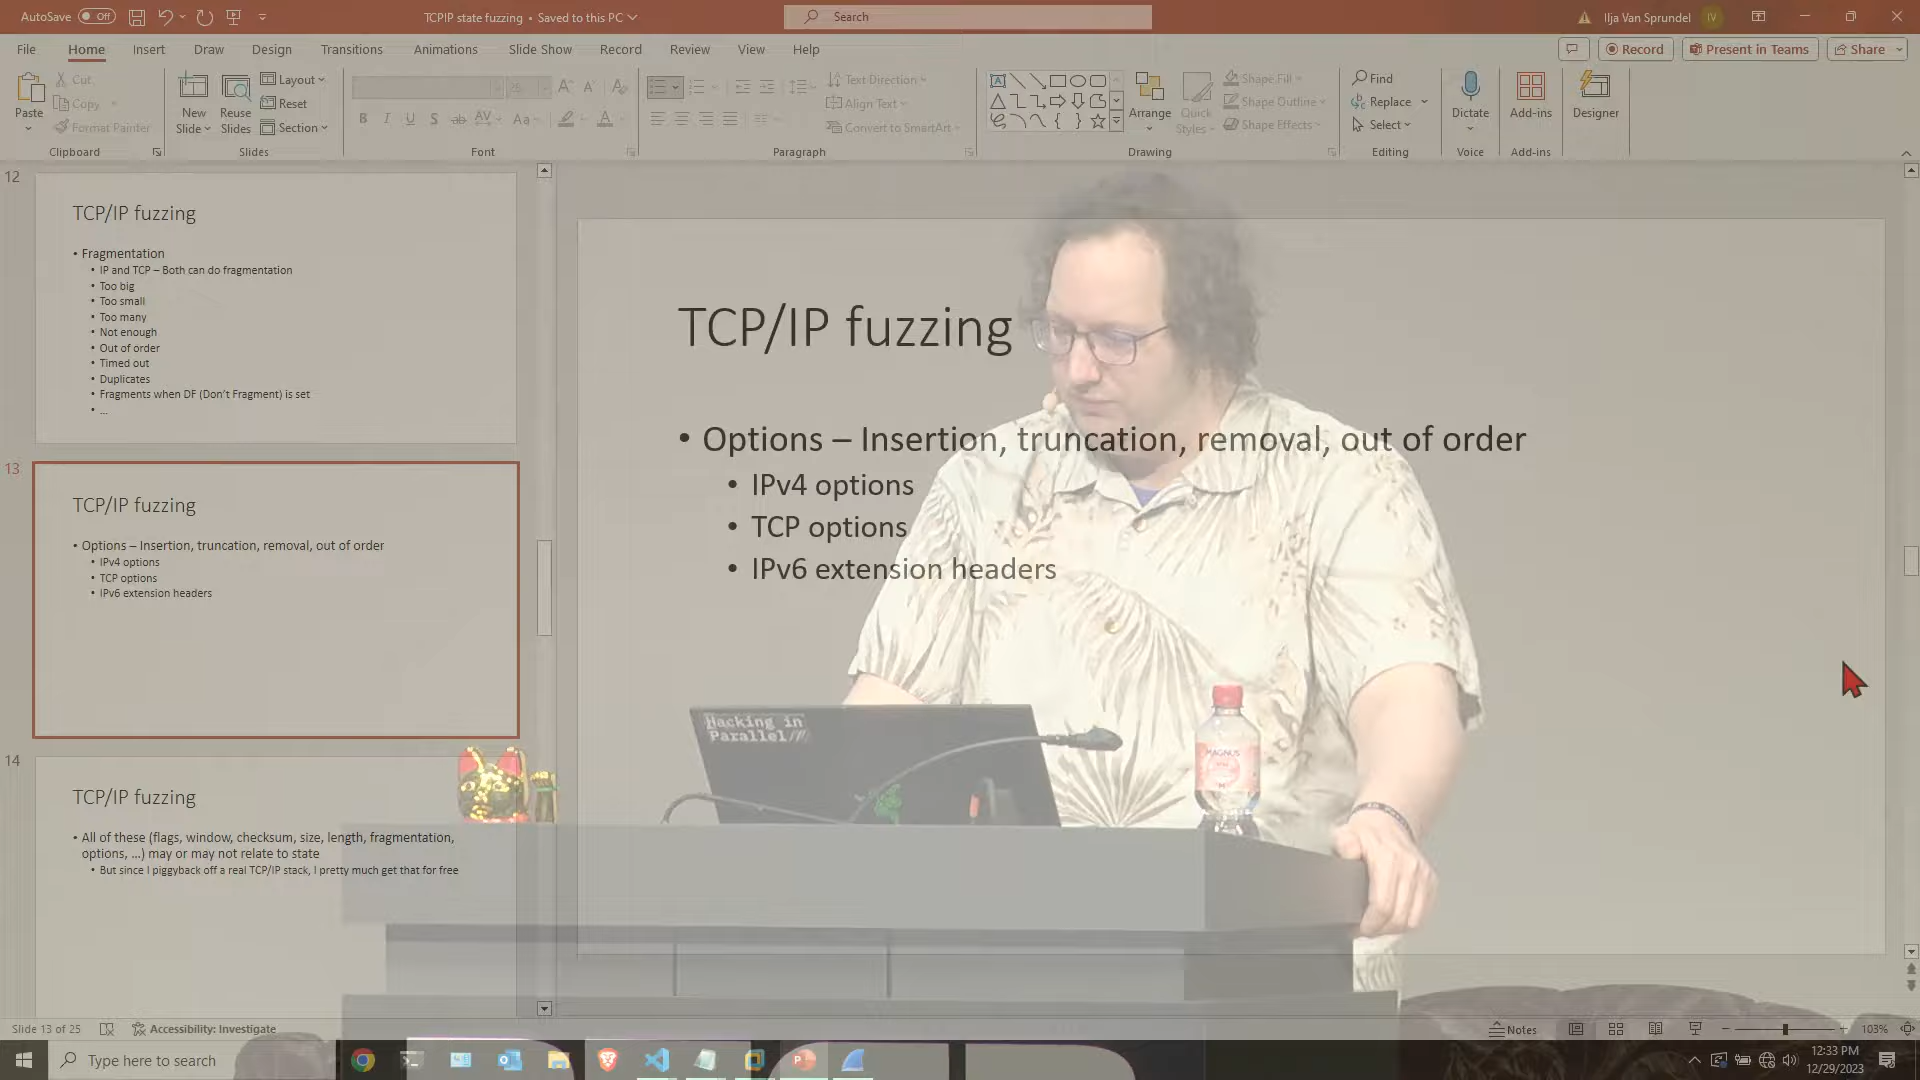 AutoSave Off TCPIP state fuzzing • Saved to this PC Search Ilja Van Sprundel IV
File Home Insert Draw Design Transitions Animations Slide Show Record Review View Help Record Present in Teams Share
Paste
Cut
Copy
Format Painter
Clipboard
New Slide
Reuse Slides
Layout
Reset
Section
Slides
B I U S ab AV Aa A
Font
Text Direction
Align Text
Convert to SmartArt
Paragraph
Arrange
Quick Styles
Shape Fill
Shape Outline
Shape Effects
Drawing
Find
Replace
Select
Editing
Dictate
Voice
Add-ins
Add-ins
Designer
12
TCP/IP fuzzing
• Fragmentation
• IP and TCP – Both can do fragmentation
• Too big
• Too small
• Too many
• Not enough
• Out of order
• Timed out
• Duplicates
• Fragments when DF (Don't Fragment) is set
• ...
13
TCP/IP fuzzing
• Options – Insertion, truncation, removal, out of order
• IPv4 options
• TCP options
• IPv6 extension headers
14
TCP/IP fuzzing
• All of these (flags, window, checksum, size, length, fragmentation,
options, ...) may or may not relate to state
• But since I piggyback off a real TCP/IP stack, I pretty much get that for free
TCP/IP fuzzing
• Options – Insertion, truncation, removal, out of order
• IPv4 options
• TCP options
• IPv6 extension headers
Hacking in
Parallel///
MAGNUS
Slide 13 of 25 Accessibility: Investigate Notes 103%
Type here to search
12:33 PM
12/29/2023